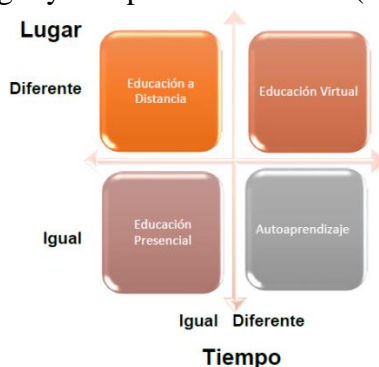 Lugar
Diferente
Educación a
Distancia
Educación Virtual
Igual
Educación
Presencial
Autoaprendizaje
Igual Diferente
Tiempo